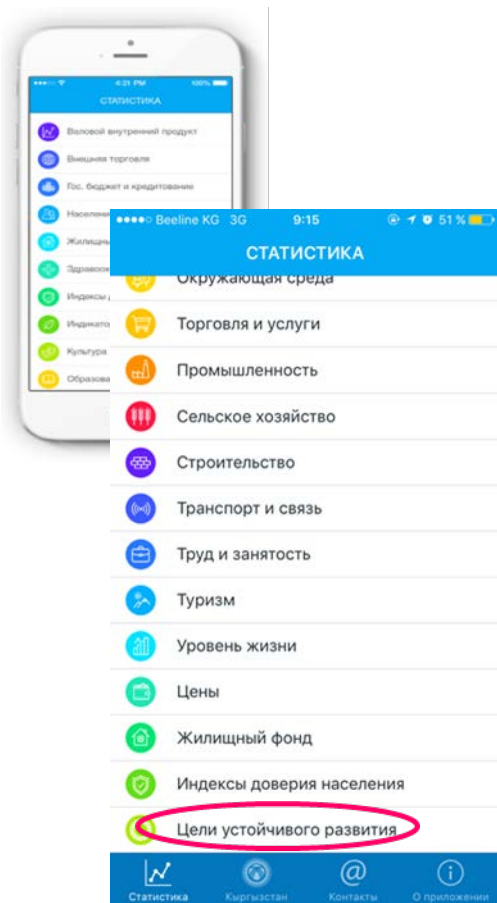 4:21 PM 100%
СТАТИСТИКА
Валовой внутренний продукт
Внешняя торговля
Гос. бюджет и кредитование
Beeline KG 3G 9:15 51 %
СТАТИСТИКА
Окружающая среда
Торговля и услуги
Промышленность
Сельское хозяйство
Строительство
Транспорт и связь
Труд и занятость
Туризм
Уровень жизни
Цены
Жилищный фонд
Индексы доверия населения
Цели устойчивого развития
Статистика Кыргызстан Контакты О приложении